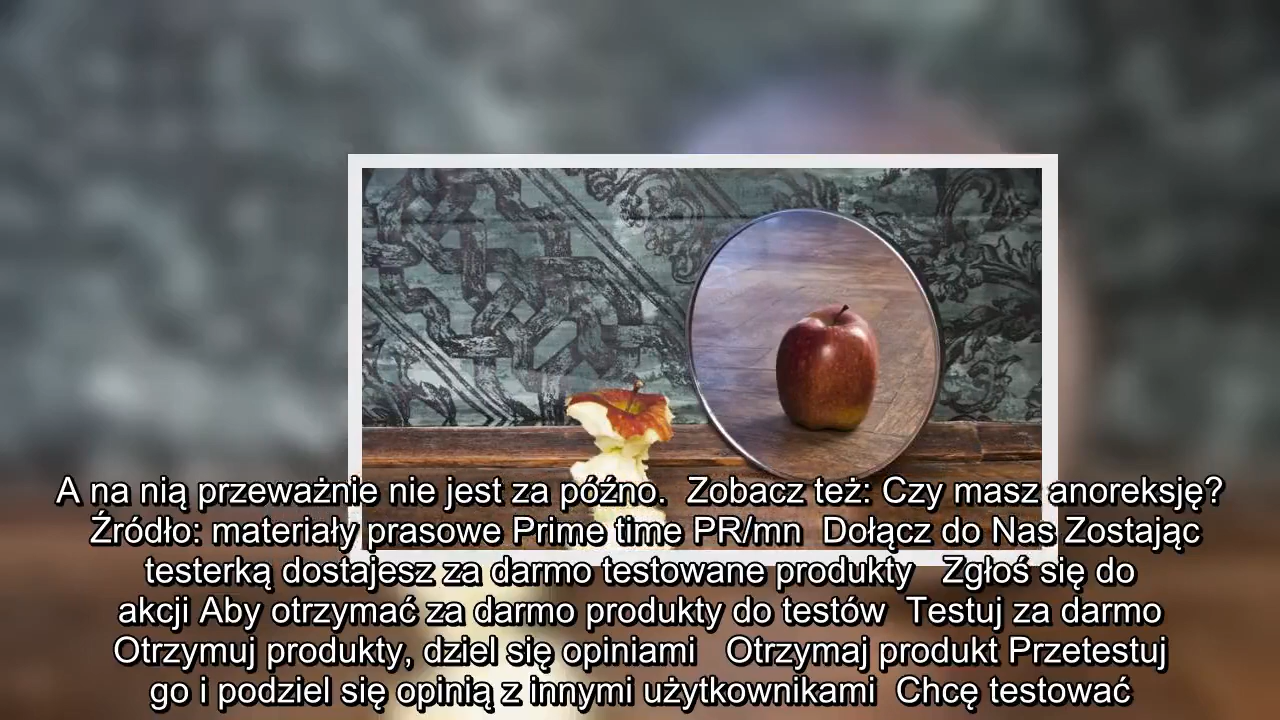 A na nią przeważnie nie jest za późno.  Zobacz też: Czy masz anoreksję?
Źródło: materiały prasowe Prime time PR/mn  Dołącz do Nas Zostając
testerką dostajesz za darmo testowane produkty   Zgłoś się do
akcji Aby otrzymać za darmo produkty do testów  Testuj za darmo
Otrzymuj produkty, dziel się opiniami   Otrzymaj produkt Przetestuj
go i podziel się opinią z innymi użytkownikami  Chcę testować